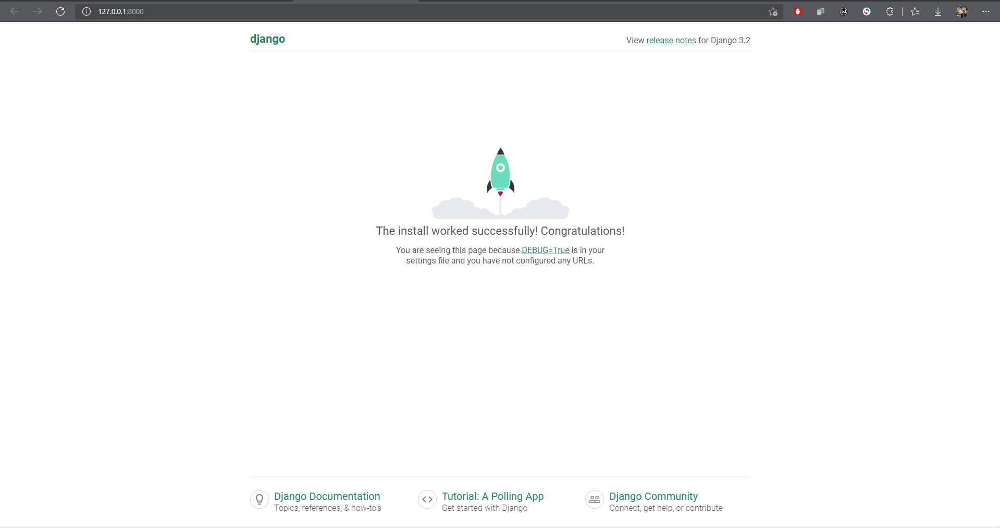 127.0.0.1:8000
django
View release notes for Django 3.2
The install worked successfully! Congratulations!
You are seeing this page because DEBUG=True is in your
settings file and you have not configured any URLs.
Django Documentation
Topics, references, & how-to’s
Tutorial: A Polling App
Get started with Django
Django Community
Connect, get help, or contribute